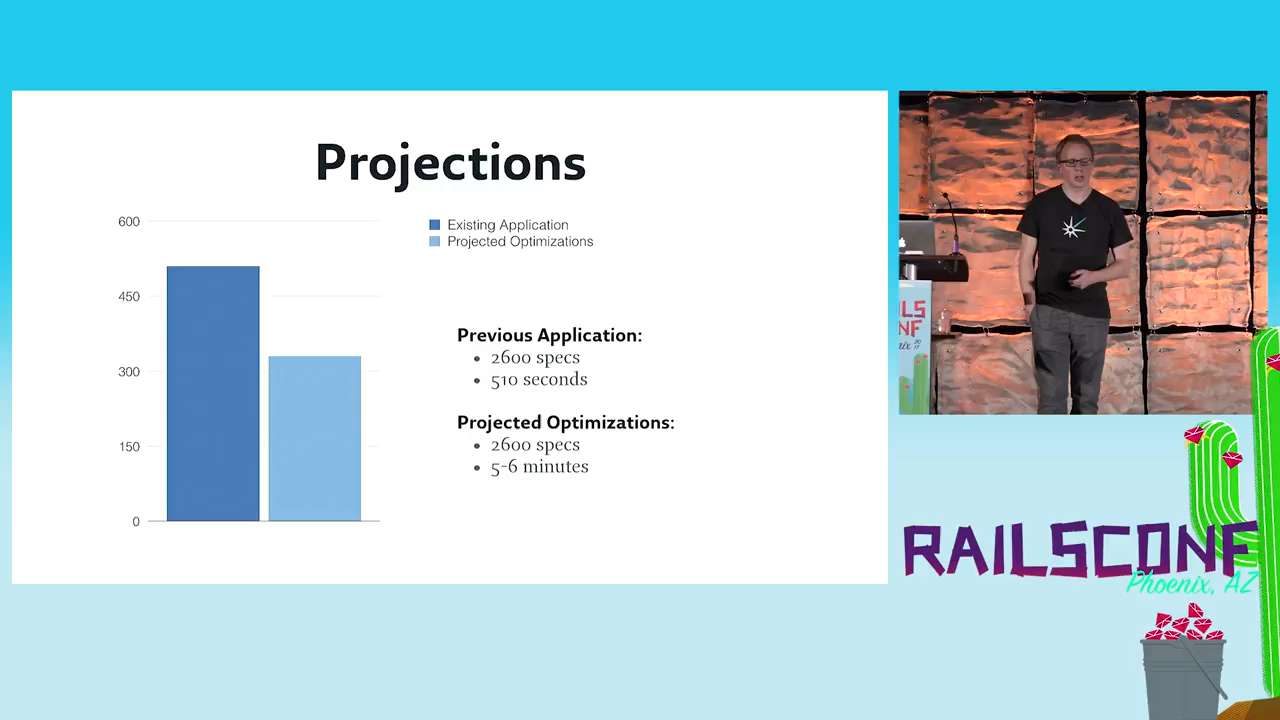 Projections
600
450
300
150
0
Existing Application
Projected Optimizations
Previous Application:
• 2600 specs
• 510 seconds
Projected Optimizations:
• 2600 specs
• 5-6 minutes
RAILSCONF
Phoenix, AZ